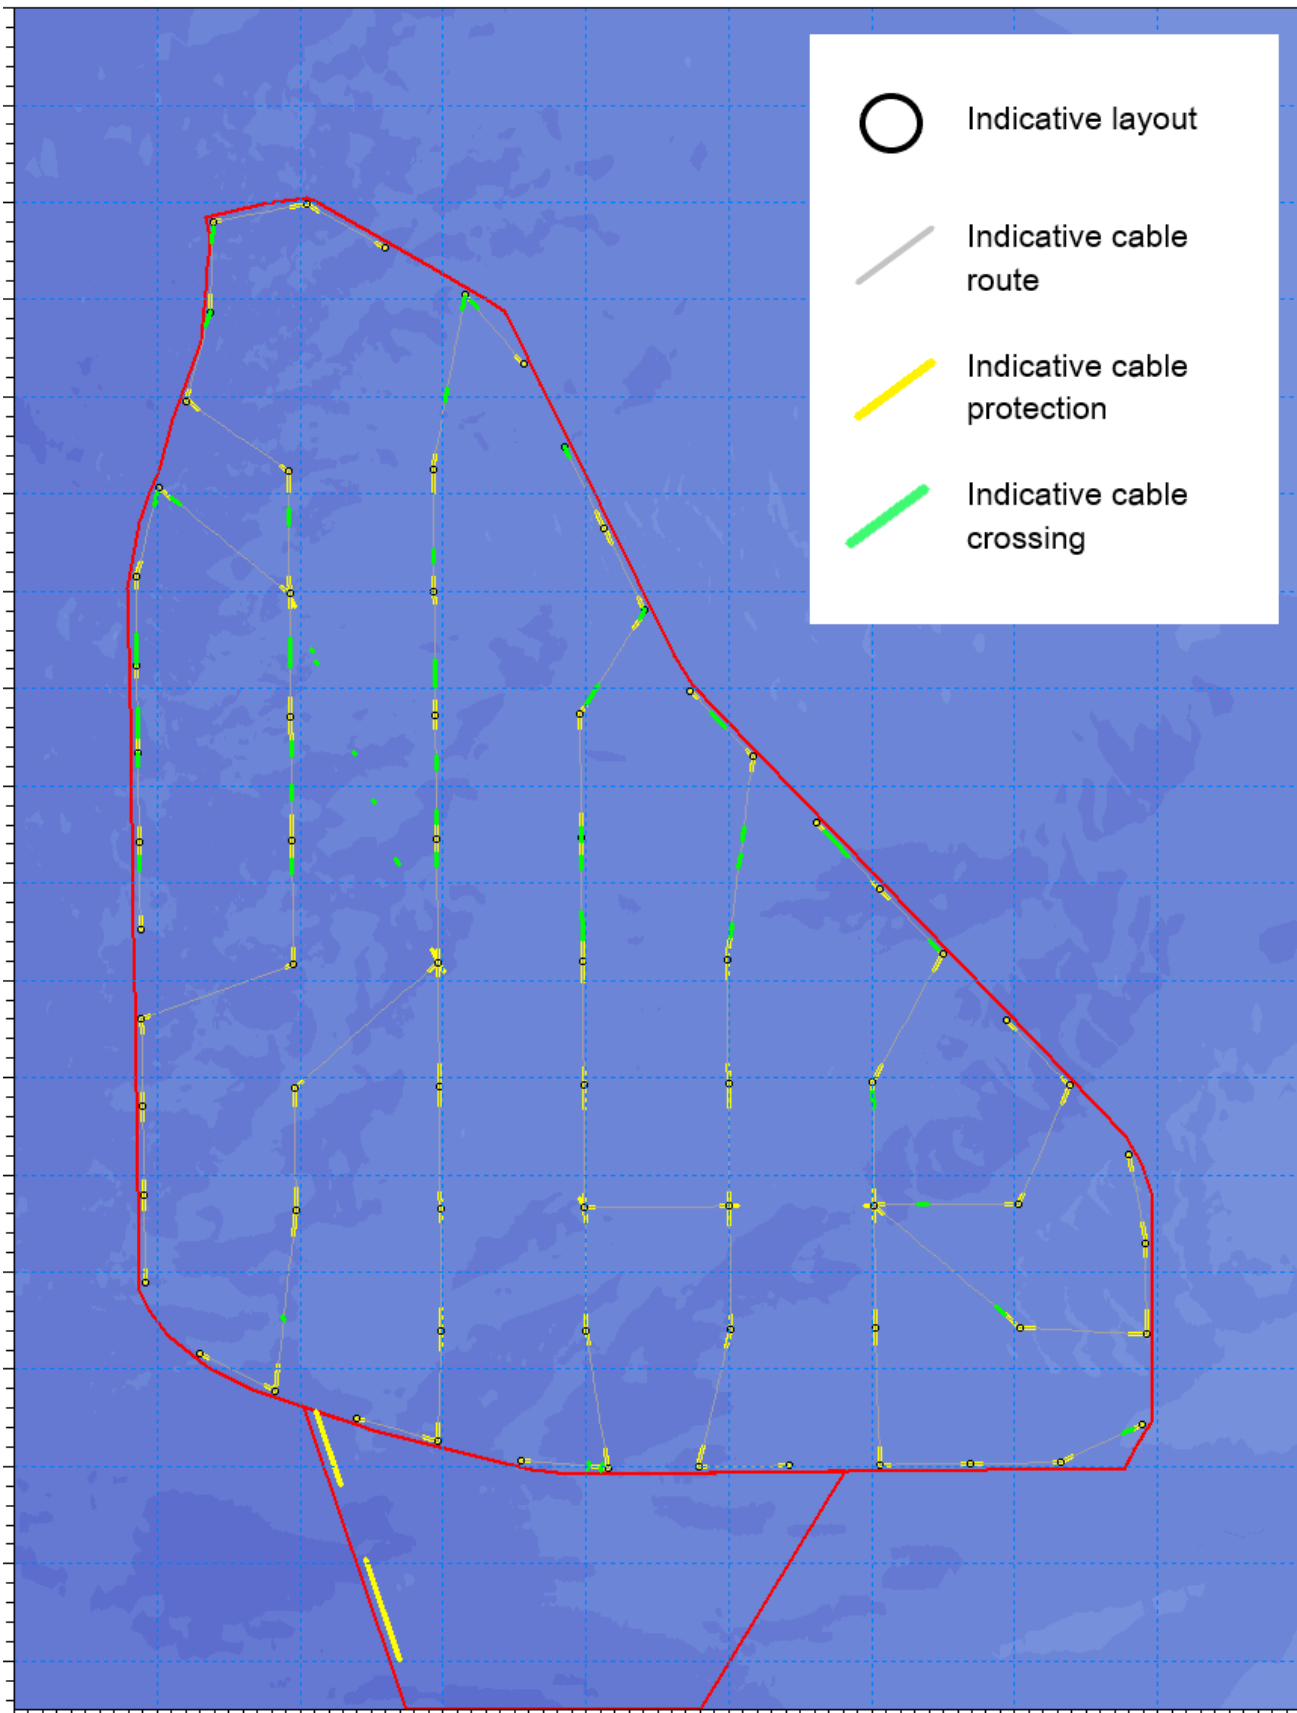 Indicative layout
Indicative cable
route
Indicative cable
protection
Indicative cable
crossing